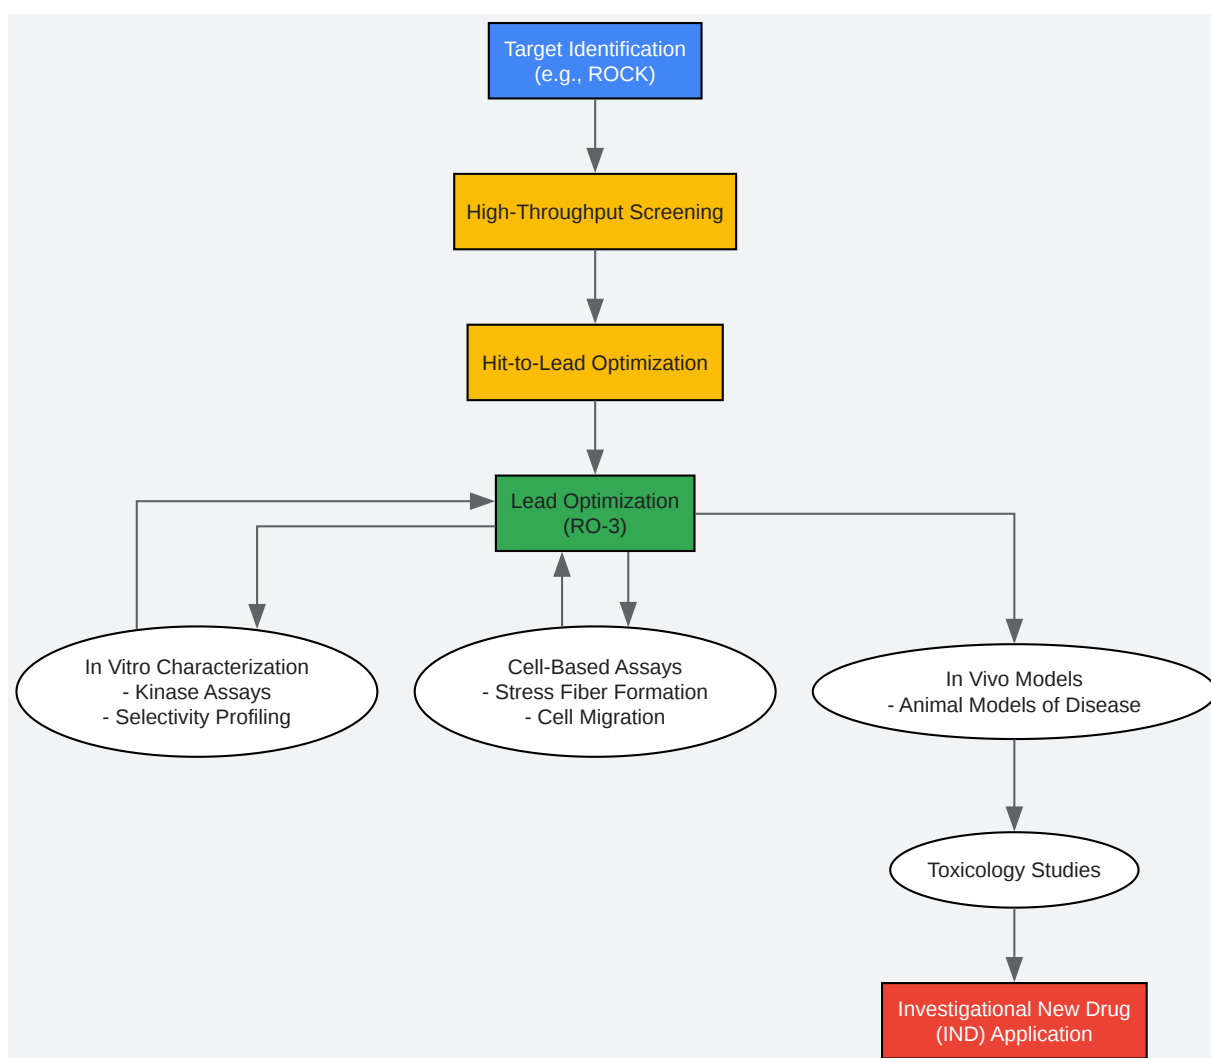 Target Identification
(e.g., ROCK)
High-Throughput Screening
Hit-to-Lead Optimization
Lead Optimization
(RO-3)
In Vitro Characterization
- Kinase Assays
- Selectivity Profiling
Cell-Based Assays
- Stress Fiber Formation
- Cell Migration
In Vivo Models
- Animal Models of Disease
Toxicology Studies
Investigational New Drug
(IND) Application